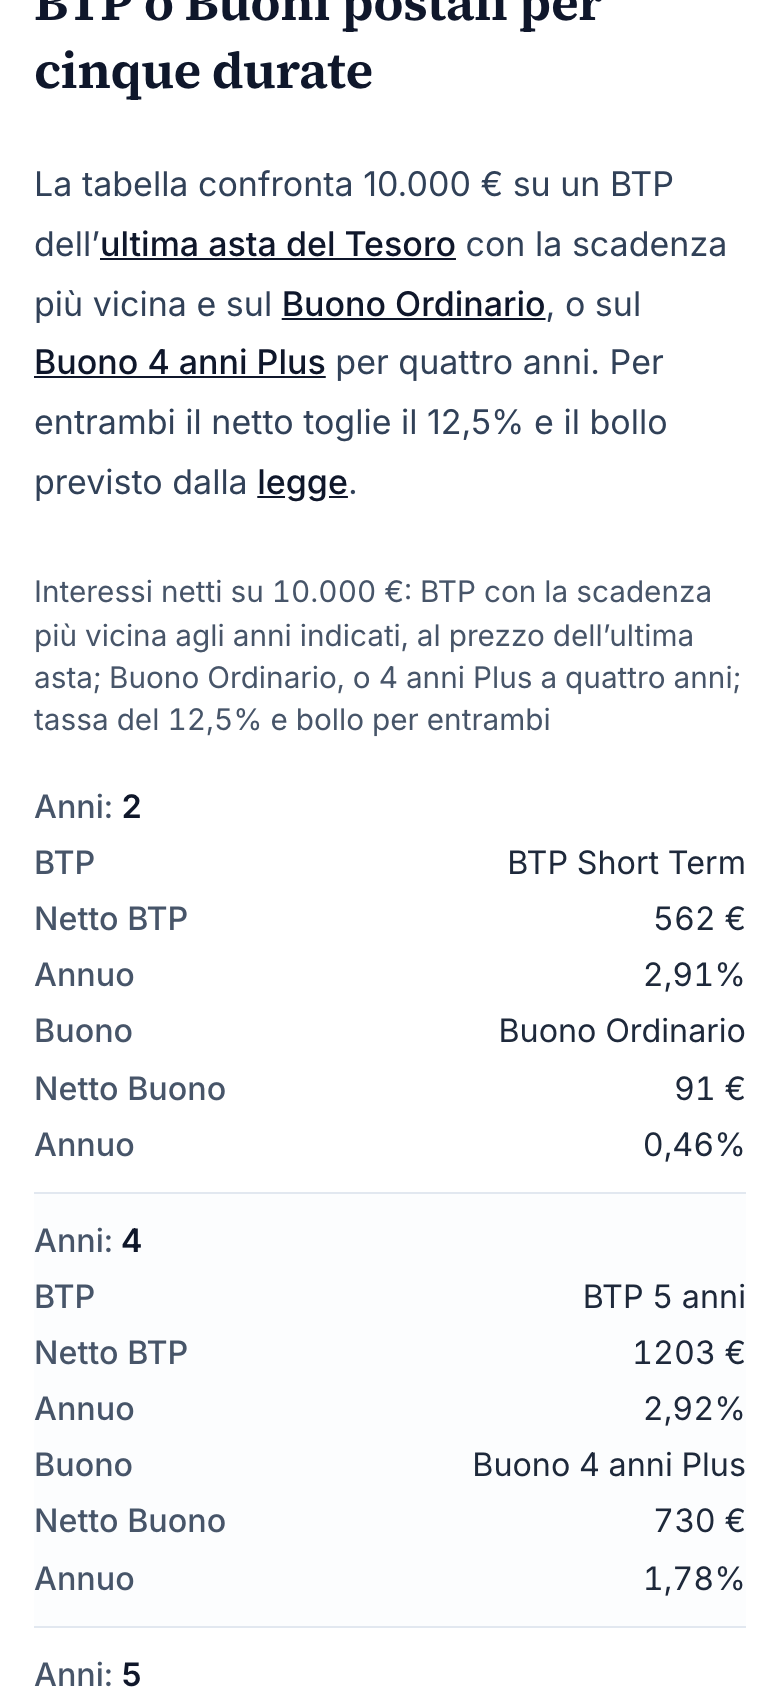 BTP o Buoni postali per
cinque durate
La tabella confronta 10.000 € su un BTP
dell’ultima asta del Tesoro con la scadenza
più vicina e sul Buono Ordinario, o sul
Buono 4 anni Plus per quattro anni. Per
entrambi il netto toglie il 12,5% e il bollo
previsto dalla legge.
Interessi netti su 10.000 €: BTP con la scadenza
più vicina agli anni indicati, al prezzo dell’ultima
asta; Buono Ordinario, o 4 anni Plus a quattro anni;
tassa del 12,5% e bollo per entrambi
Anni: 2
BTP BTP Short Term
Netto BTP 562 €
Annuo 2,91%
Buono Buono Ordinario
Netto Buono 91 €
Annuo 0,46%
Anni: 4
BTP BTP 5 anni
Netto BTP 1203 €
Annuo 2,92%
Buono Buono 4 anni Plus
Netto Buono 730 €
Annuo 1,78%
Anni: 5